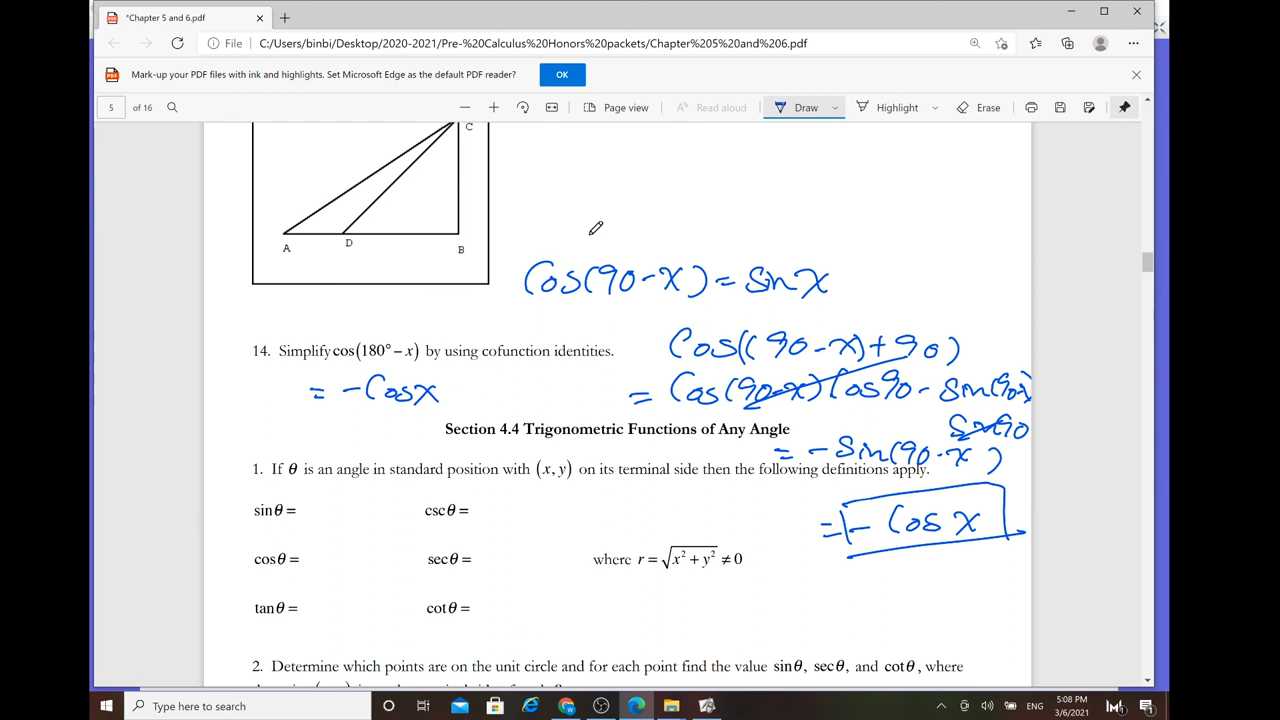 *Chapter 5 and 6.pdf
File C:/Users/binbi/Desktop/2020-2021/Pre-%20Calculus%20Honors%20packets/Chapter%205%20and%206.pdf
Mark-up your PDF files with ink and highlights. Set Microsoft Edge as the default PDF reader? OK
5 of 16 Page view Read aloud Draw Highlight Erase
C
A D B
Cos(90-x) = sin x
14. Simplify cos(180° − x) by using cofunction identities.
Cos((90-x)+90)
= -Cosx
= Cos(90-x) Cos90 - sin(90-x)
sin90
Section 4.4 Trigonometric Functions of Any Angle
= - Sin(90-x)
1. If θ is an angle in standard position with (x, y) on its terminal side then the following definitions apply.
sinθ = cscθ =
= - Cos x
cosθ = secθ = where r = √x² + y² ≠ 0
tanθ = cotθ =
2. Determine which points are on the unit circle and for each point find the value sinθ, secθ, and cotθ, where
Type here to search
ENG
5:08 PM
3/6/2021